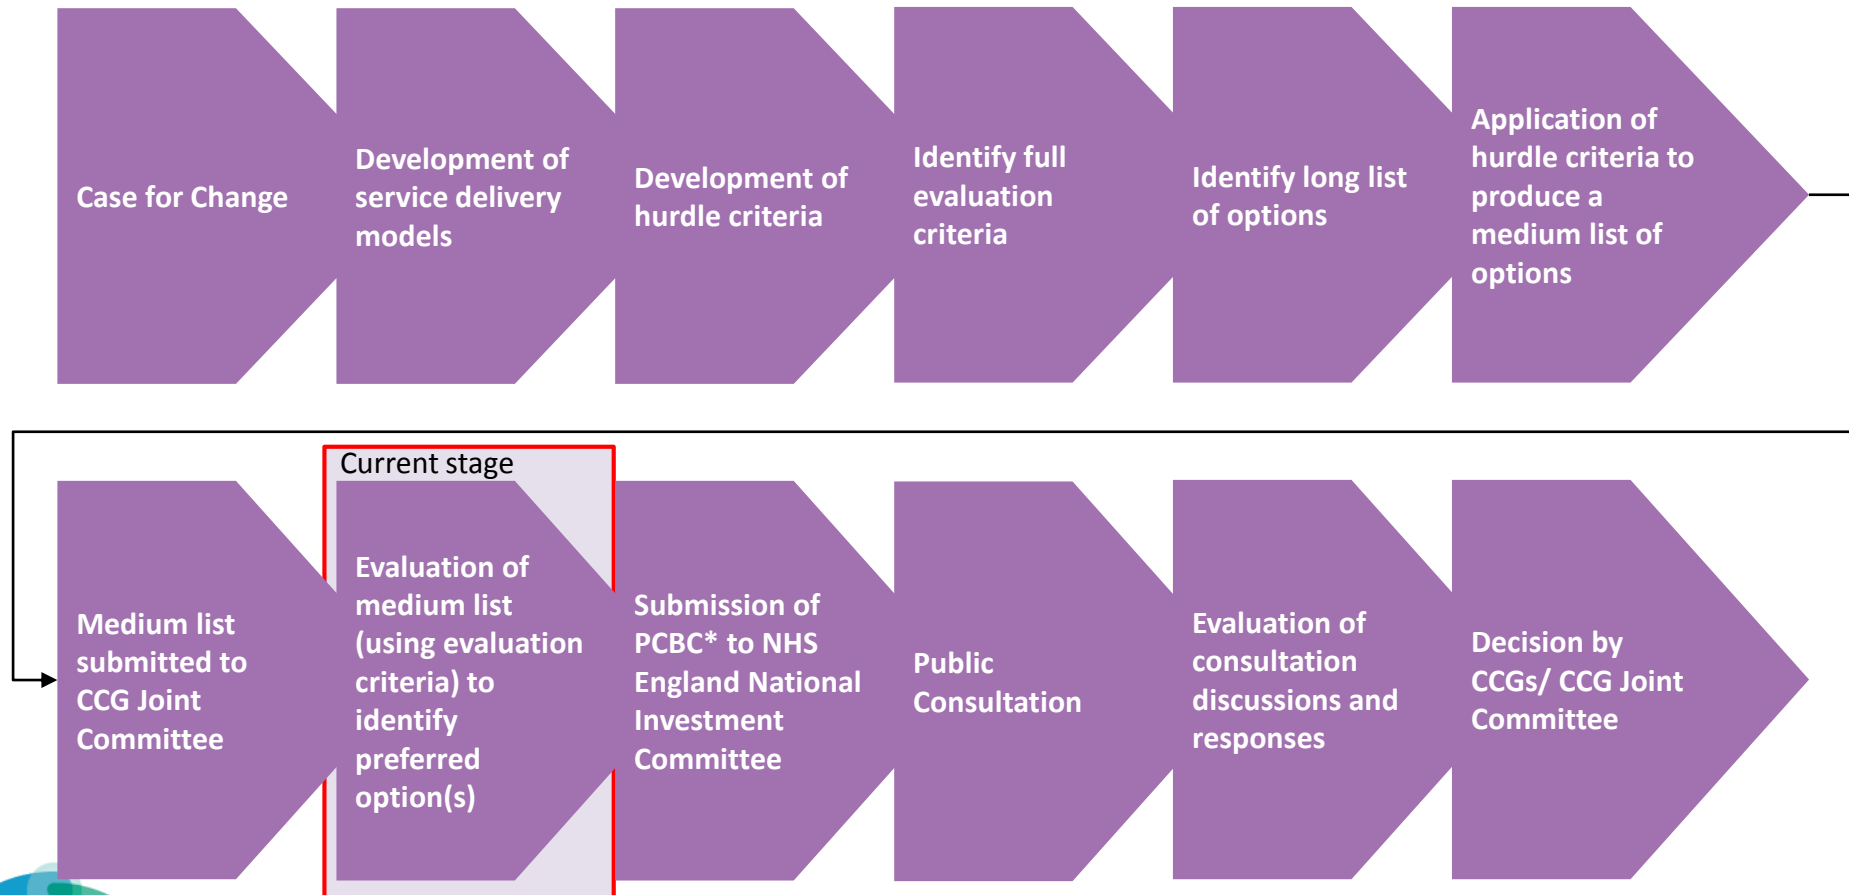 Case for Change
Development of
service delivery
models
Development of
hurdle criteria
Identify full
evaluation
criteria
Identify long list
of options
Application of
hurdle criteria to
produce a
medium list of
options
Medium list
submitted to
CCG Joint
Committee
Current stage
Evaluation of
medium list
(using evaluation
criteria) to
identify
preferred
option(s)
Submission of
PCBC* to NHS
England National
Investment
Committee
Public
Consultation
Evaluation of
consultation
discussions and
responses
Decision by
CCGs/ CCG Joint
Committee